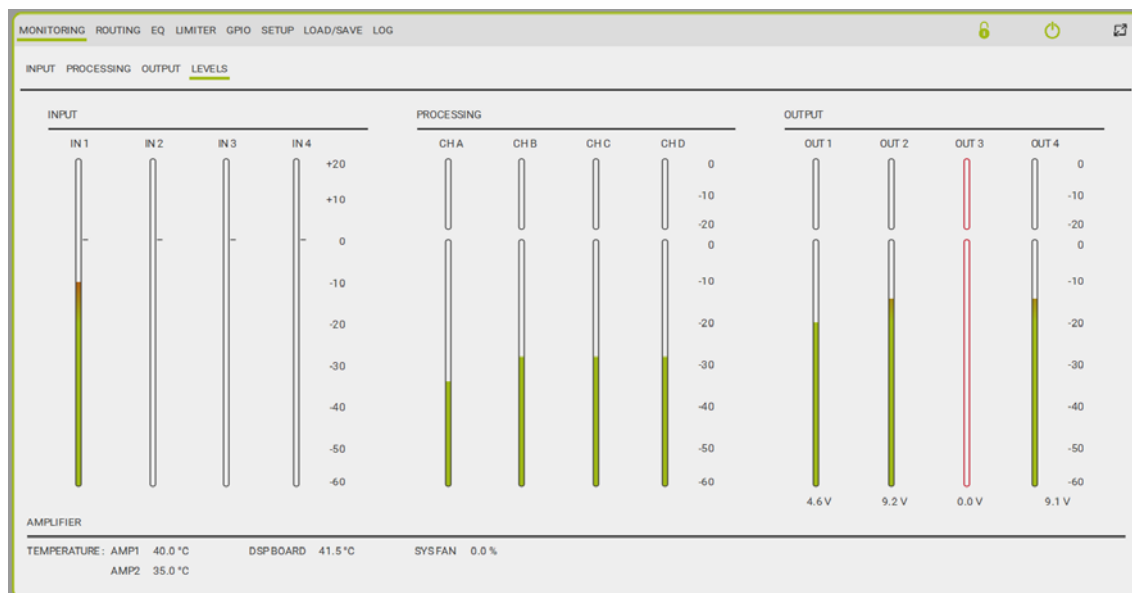 MONITORING ROUTING EQ LIMITER GPIO SETUP LOAD/SAVE LOG
INPUT PROCESSING OUTPUT LEVELS
INPUT PROCESSING OUTPUT
IN 1 IN 2 IN 3 IN 4 CH A CH B CH C CH D OUT 1 OUT 2 OUT 3 OUT 4
+20 0 0
+10 -10 -10
-20 -20
0 0 0
-10 -10 -10
-20 -20 -20
-30 -30 -30
-40 -40 -40
-50 -50 -50
-60 -60 -60
4.6 V 9.2 V 0.0 V 9.1 V
AMPLIFIER
TEMPERATURE: AMP1 40.0 °C DSP BOARD 41.5 °C SYS FAN 0.0 %
AMP2 35.0 °C